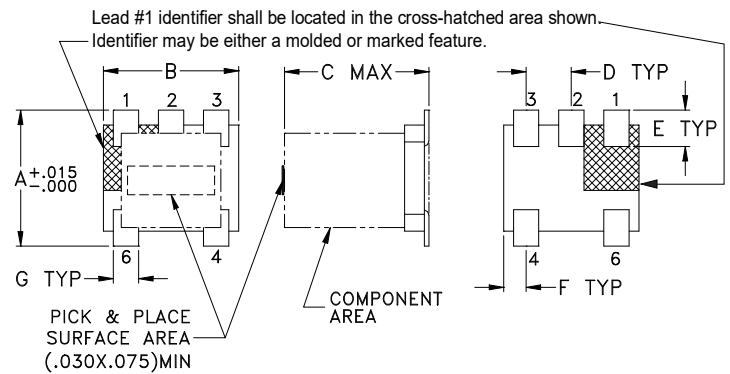 Lead #1 identifier shall be located in the cross-hatched area shown.
Identifier may be either a molded or marked feature.
B
C MAX
D TYP
1 2 3
3 2 1
E TYP
A +.015
-.000
6 4
4 6
G TYP
F TYP
PICK & PLACE
SURFACE AREA
(.030X.075)MIN
COMPONENT
AREA